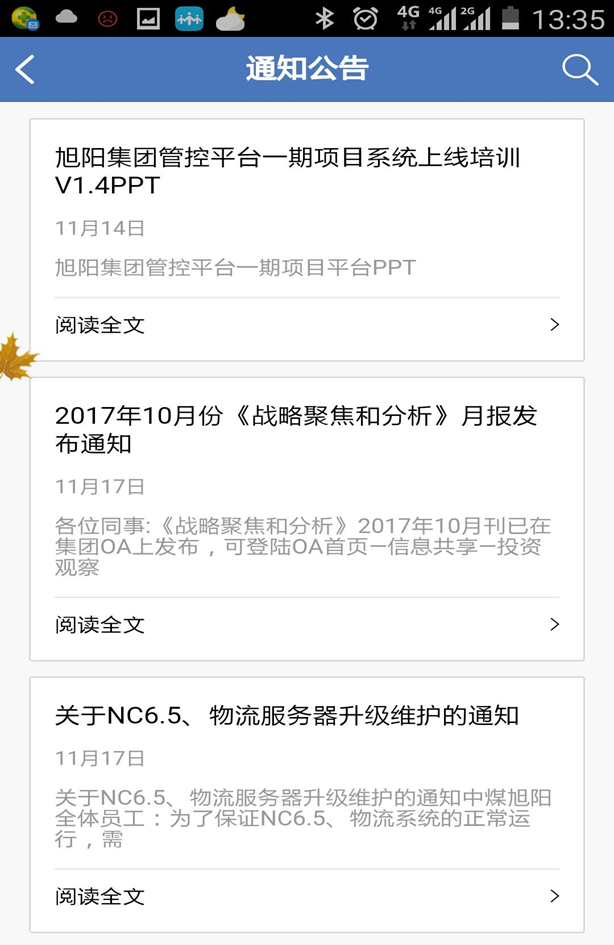 4G 4G 2G 13:35
通知公告
旭阳集团管控平台一期项目系统上线培训
V1.4PPT
11月14日
旭阳集团管控平台一期项目平台PPT
阅读全文
2017年10月份《战略聚焦和分析》月报发
布通知
11月17日
各位同事:《战略聚焦和分析》2017年10月刊已在
集团OA上发布，可登陆OA首页—信息共享—投资
观察
阅读全文
关于NC6.5、物流服务器升级维护的通知
11月17日
关于NC6.5、物流服务器升级维护的通知中煤旭阳
全体员工：为了保证NC6.5、物流系统的正常运
行，需
阅读全文